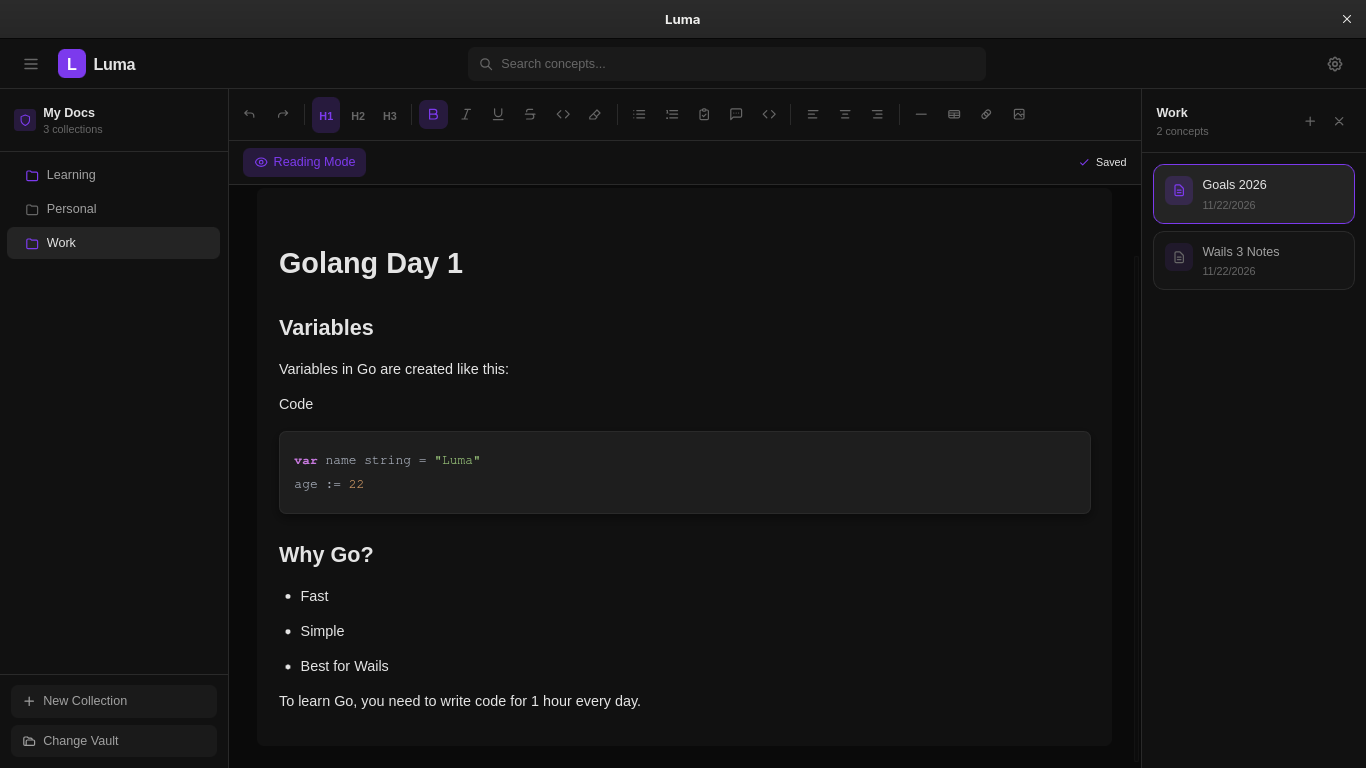 Luma
L Luma
Search concepts...
My Docs
3 collections
Learning
Personal
Work
New Collection
Change Vault
H1 H2 H3 B
Reading Mode
Saved
Golang Day 1
Variables
Variables in Go are created like this:
Code
var name string = "Luma"
age := 22
Why Go?
• Fast
• Simple
• Best for Wails
To learn Go, you need to write code for 1 hour every day.
Work
2 concepts
Goals 2026
11/22/2026
Wails 3 Notes
11/22/2026